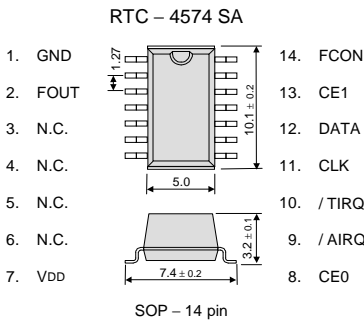 RTC – 4574 SA
1. GND
2. FOUT
3. N.C.
4. N.C.
5. N.C.
6. N.C.
7. VDD
1.27
10.1 ± 0.2
5.0
3.2 ± 0.1
7.4 ± 0.2
14. FCON
13. CE1
12. DATA
11. CLK
10. / TIRQ
9. / AIRQ
8. CE0
SOP – 14 pin